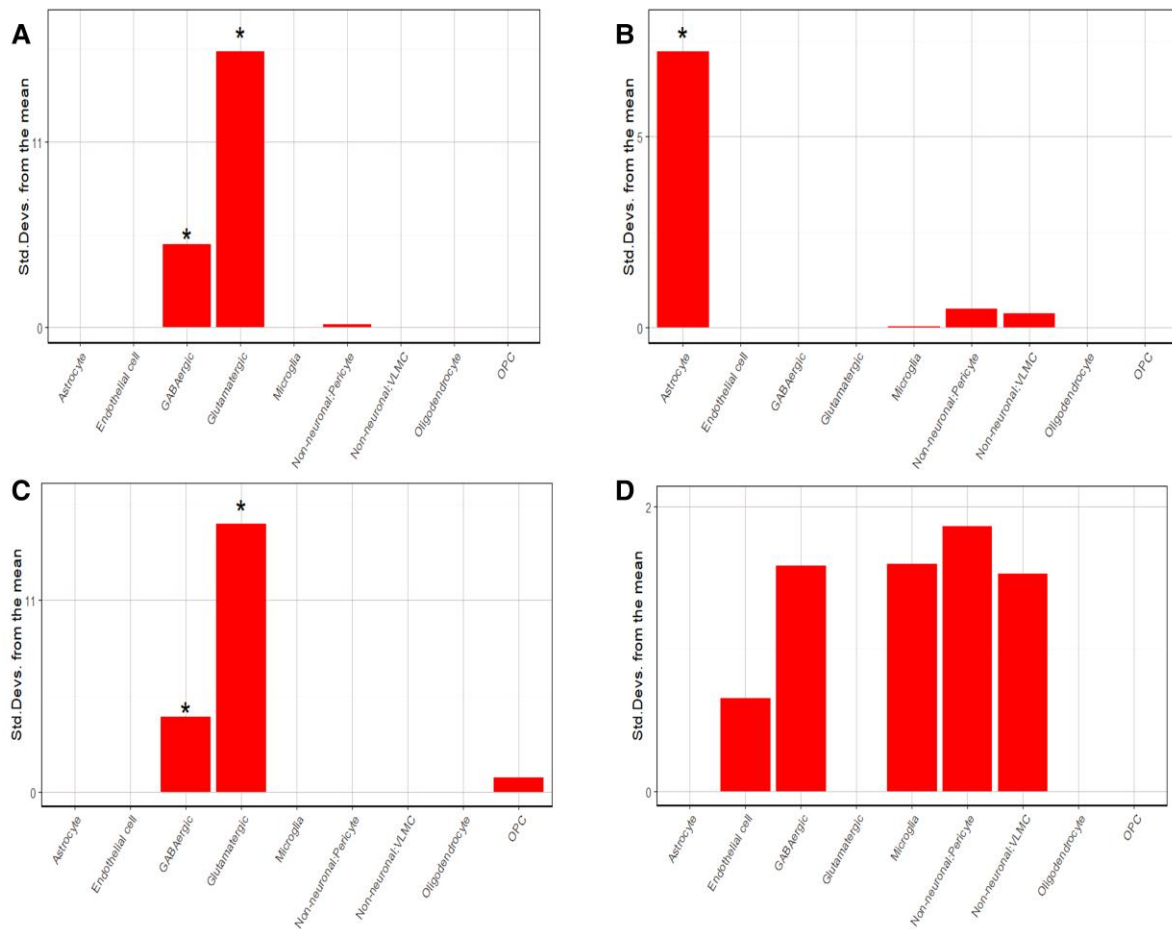 A
Std.Devs. from the mean
11
0
*
*
Astrocyte
Endothelial cell
GABAergic
Glutamatergic
Microglia
Non-neuronal:Pericyte
Non-neuronal:VLMC
Oligodendrocyte
OPC
B
Std.Devs. from the mean
5
0
*
Astrocyte
Endothelial cell
GABAergic
Glutamatergic
Microglia
Non-neuronal:Pericyte
Non-neuronal:VLMC
Oligodendrocyte
OPC
C
Std.Devs. from the mean
11
0
*
*
Astrocyte
Endothelial cell
GABAergic
Glutamatergic
Microglia
Non-neuronal:Pericyte
Non-neuronal:VLMC
Oligodendrocyte
OPC
D
Std.Devs. from the mean
2
0
Astrocyte
Endothelial cell
GABAergic
Glutamatergic
Microglia
Non-neuronal:Pericyte
Non-neuronal:VLMC
Oligodendrocyte
OPC